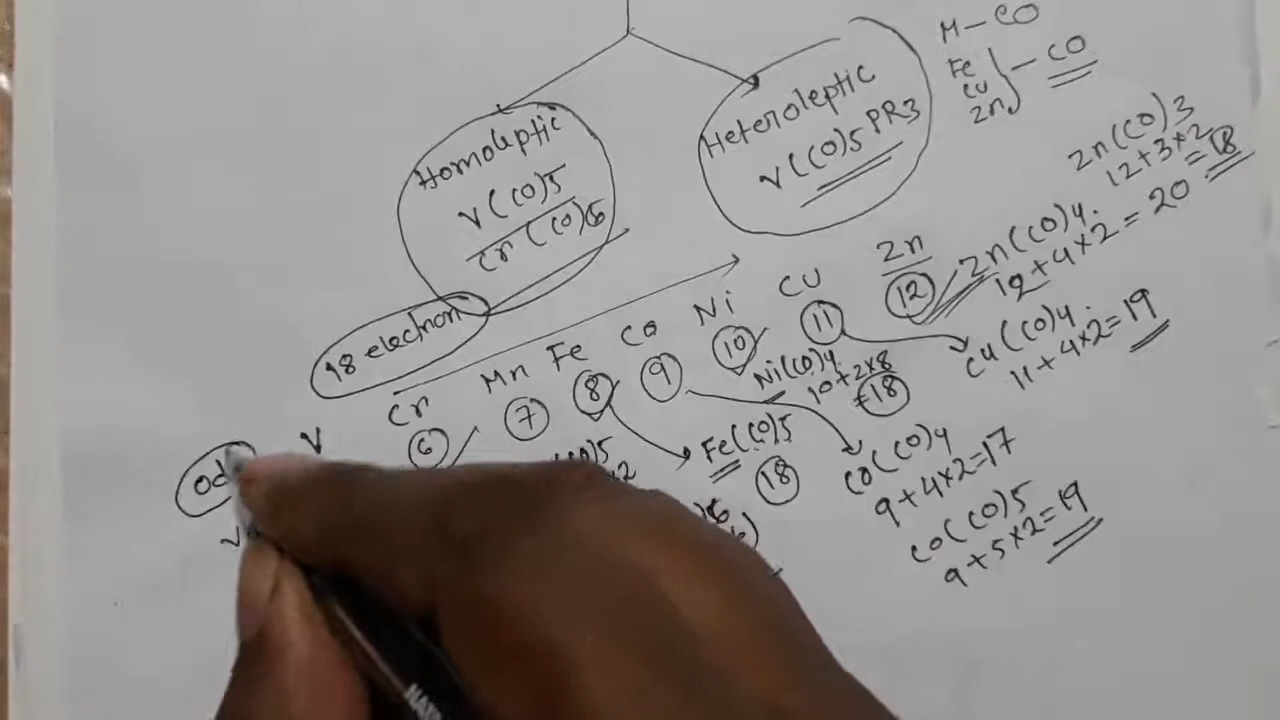 M-CO
Fe
Cu
Zn
-CO
Homoleptic
V(CO)5
Cr(CO)6
Heteroleptic
V(CO)5PR3
Zn(CO)3
12+3×2
=18
18 electron
Cr
6
Mn
7
Fe
8
Co
9
Ni
10
Cu
11
Zn
12
Zn(CO)4.
12+4×2=20
Cu(CO)4.
11+4×2=19
Ni(CO)4.
10+2×8
=18
Fe(CO)5
18
Co(CO)4
9+4×2=17
Co(CO)5
9+5×2=19
V